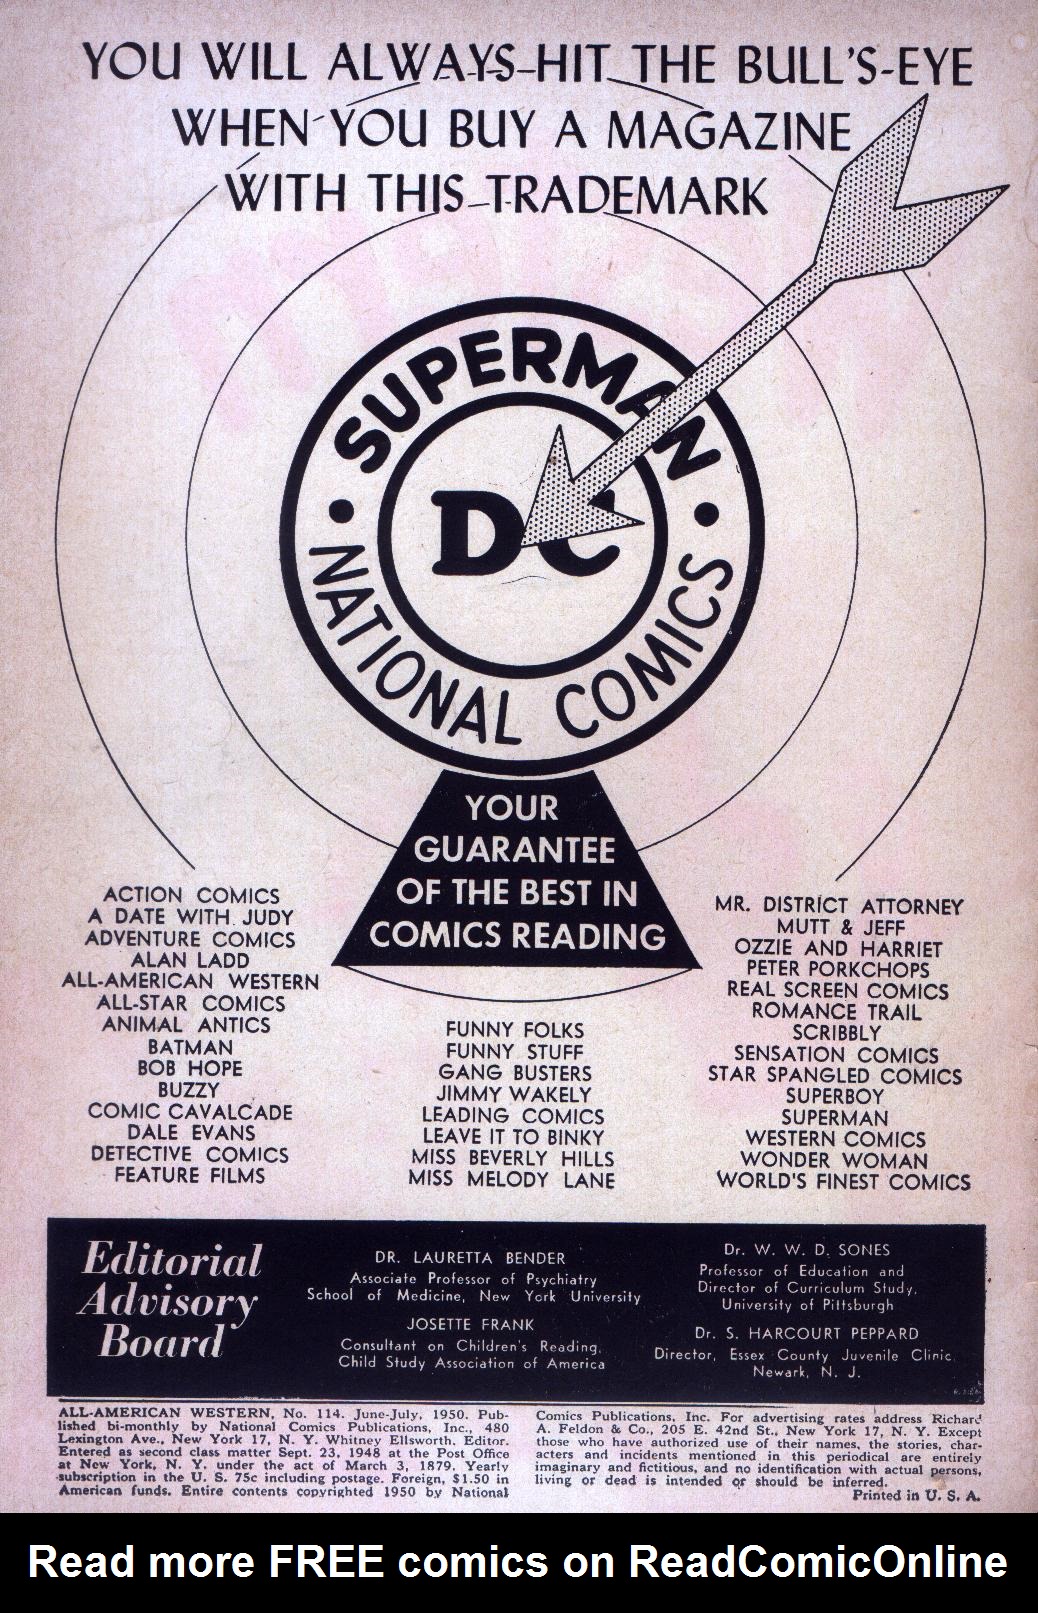 YOU WILL ALWAYS HIT THE BULL'S-EYE
WHEN YOU BUY A MAGAZINE
WITH THIS TRADEMARK
SUPERMAN
DC
NATIONAL COMICS
YOUR
GUARANTEE
OF THE BEST IN
COMICS READING
ACTION COMICS
A DATE WITH JUDY
ADVENTURE COMICS
ALAN LADD
ALL-AMERICAN WESTERN
ALL-STAR COMICS
ANIMAL ANTICS
BATMAN
BOB HOPE
BUZZY
COMIC CAVALCADE
DALE EVANS
DETECTIVE COMICS
FEATURE FILMS
FUNNY FOLKS
FUNNY STUFF
GANG BUSTERS
JIMMY WAKELY
LEADING COMICS
LEAVE IT TO BINKY
MISS BEVERLY HILLS
MISS MELODY LANE
MR. DISTRICT ATTORNEY
MUTT & JEFF
OZZIE AND HARRIET
PETER PORKCHOPS
REAL SCREEN COMICS
ROMANCE TRAIL
SCRIBBLY
SENSATION COMICS
STAR SPANGLED COMICS
SUPERBOY
SUPERMAN
WESTERN COMICS
WONDER WOMAN
WORLD'S FINEST COMICS
Editorial
Advisory
Board
DR. LAURETTA BENDER
Associate Professor of Psychiatry
School of Medicine, New York University
JOSETTE FRANK
Consultant on Children's Reading,
Child Study Association of America
Dr. W. W. D. SONES
Professor of Education and
Director of Curriculum Study,
University of Pittsburgh
Dr. S. HARCOURT PEPPARD
Director, Essex County Juvenile Clinic,
Newark, N. J.
ALL-AMERICAN WESTERN, No. 114. June-July, 1950. Pub-
lished bi-monthly by National Comics Publications, Inc., 480
Lexington Ave., New York 17, N. Y. Whitney Ellsworth, Editor.
Entered as second class matter Sept. 23, 1948 at the Post Office
at New York, N. Y. under the act of March 3, 1879. Yearly
subscription in the U. S. 75c including postage. Foreign, $1.50 in
American funds. Entire contents copyrighted 1950 by National
Comics Publications, Inc. For advertising rates address Richard
A. Feldon & Co., 205 E. 42nd St., New York 17, N. Y. Except
those who have authorized use of their names, the stories, char-
acters and incidents mentioned in this periodical are entirely
imaginary and fictitious, and no identification with actual persons,
living or dead is intended or should be inferred.
Printed in U. S. A.
Read more FREE comics on ReadComicOnline